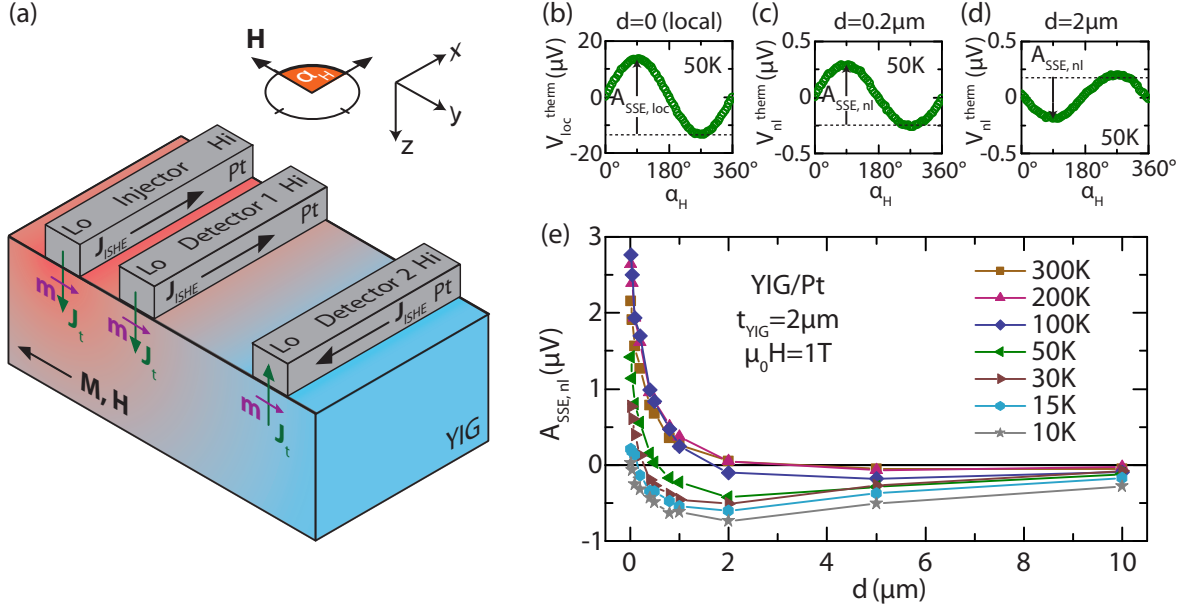 (a)
H
α_H
x
y
z
Lo Injector Hi
Pt
J_ISHE
Lo Detector 1 Hi
Pt
J_ISHE
Lo Detector 2 Hi
Pt
J_ISHE
m
J_t
m
J_t
m
J_t
M, H
YIG
(b) d=0 (local)
V_loc^therm (μV)
20
0
-20
50K
A_SSE, loc
0 180 360°
α_H
(c) d=0.2μm
V_nl^therm (μV)
0.5
0
-0.5
50K
A_SSE, nl
0 180 360°
α_H
(d) d=2μm
V_nl^therm (μV)
0.5
0
-0.5
A_SSE, nl
50K
0 180 360°
α_H
(e)
A_SSE, nl (μV)
3
2
1
0
-1
YIG/Pt
t_YIG=2μm
μ_0H=1T
300K
200K
100K
50K
30K
15K
10K
0 2 4 6 8 10
d (μm)